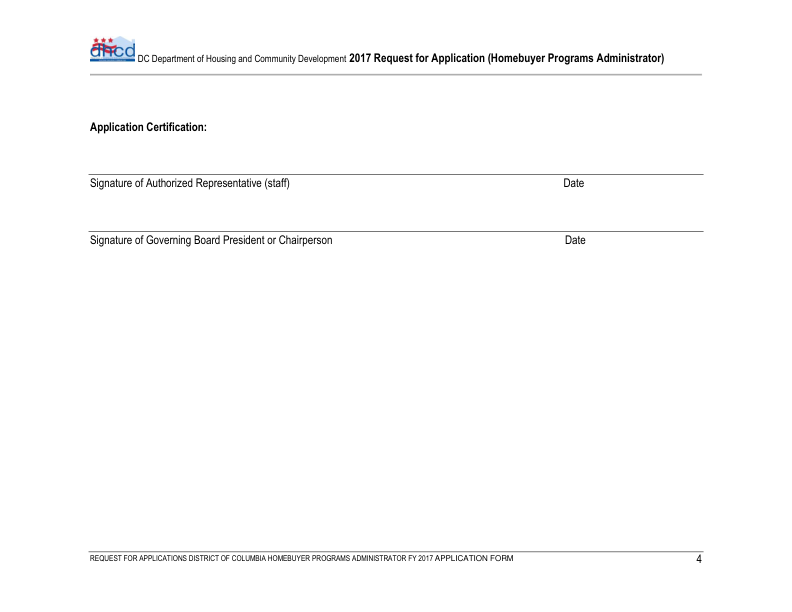 dhcd DC Department of Housing and Community Development 2017 Request for Application (Homebuyer Programs Administrator)
Application Certification:
Signature of Authorized Representative (staff) Date
Signature of Governing Board President or Chairperson Date
REQUEST FOR APPLICATIONS DISTRICT OF COLUMBIA HOMEBUYER PROGRAMS ADMINISTRATOR FY 2017 APPLICATION FORM 4